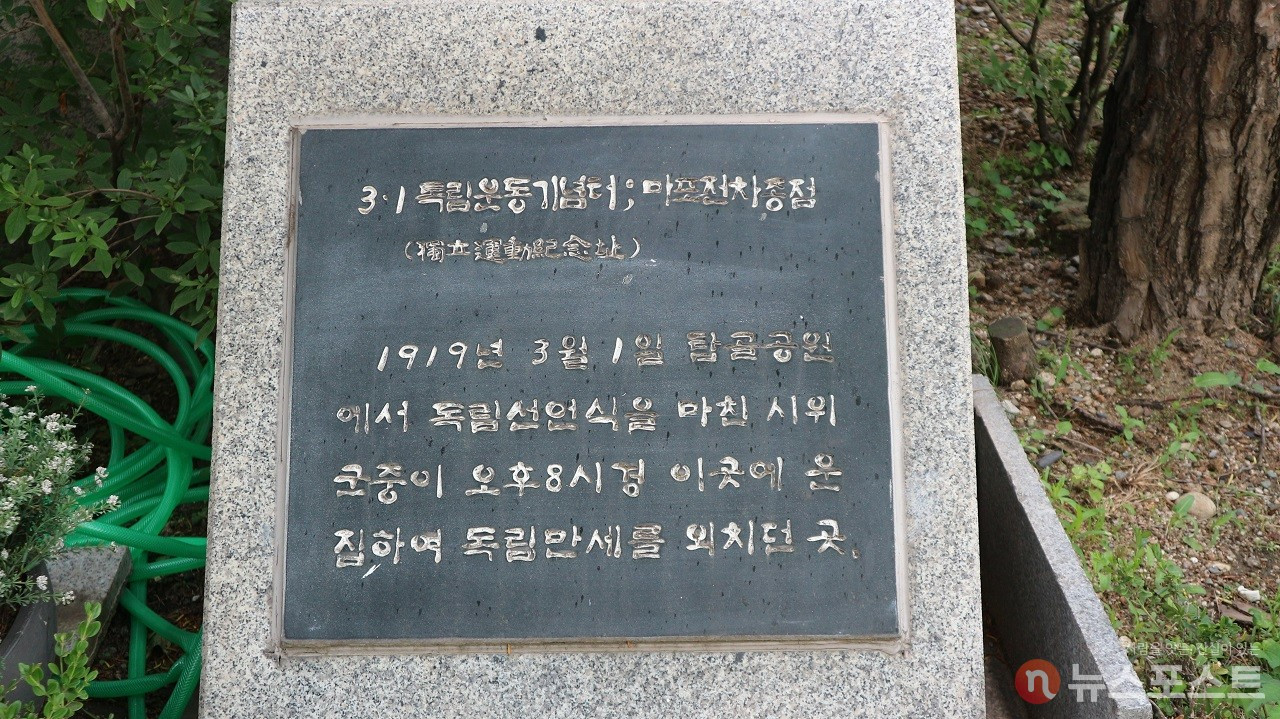 3·1 독립운동기념터; 마포전차종점
(獨立運動紀念址)
1919년 3월 1일 탑골공원
에서 독립선언식을 마친 시위
군중이 오후8시경 이곳에 운
집하여 독립만세를 외치던 곳.
n 뉴스포스트